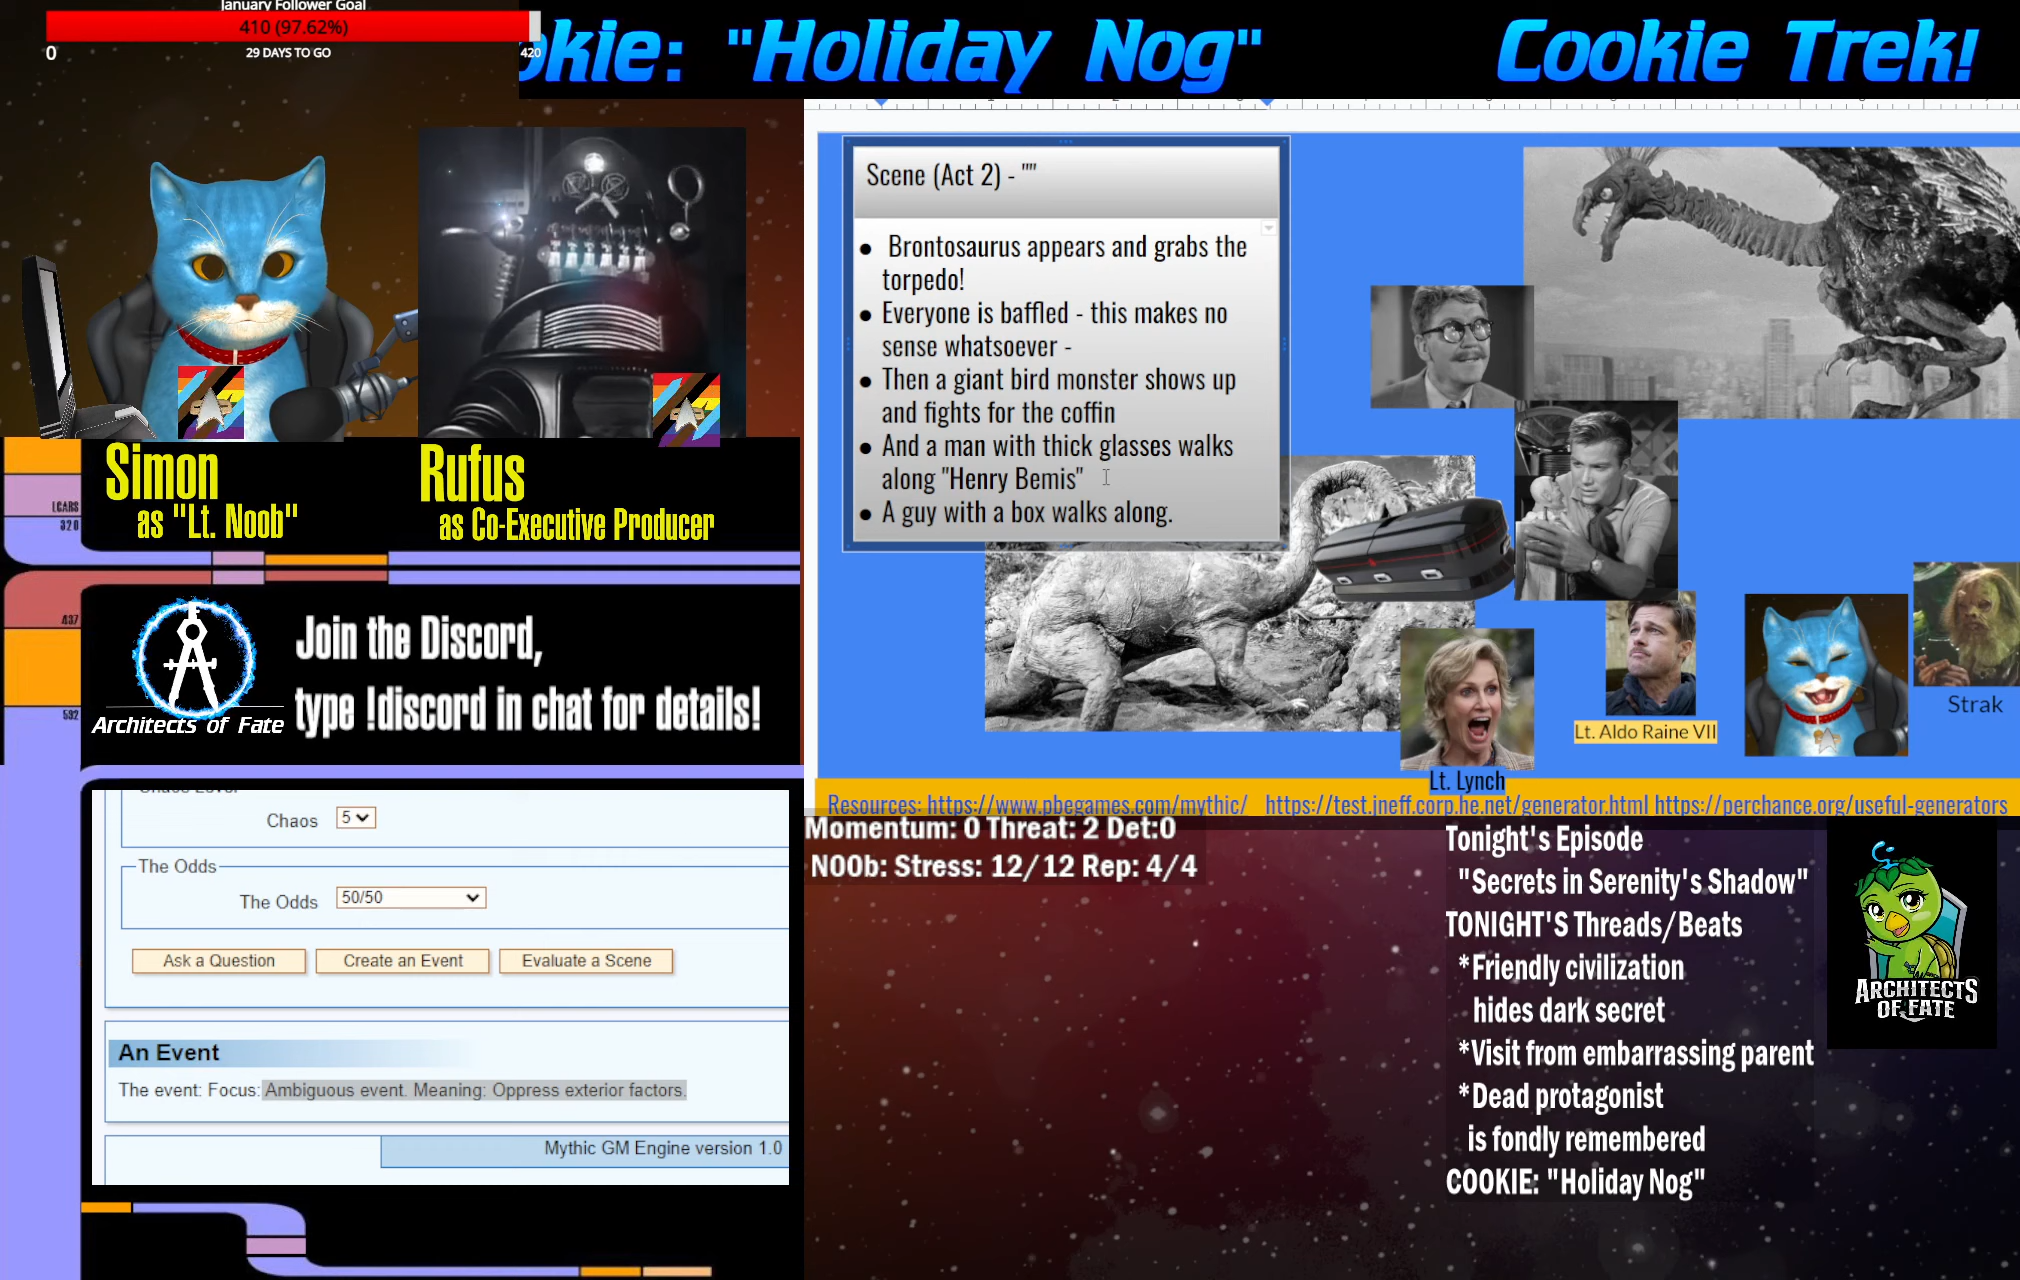 January Follower Goal
410 (97.62%)
0
29 DAYS TO GO
420
okie: "Holiday Nog"
Cookie Trek!
Scene (Act 2) - ""
● Brontosaurus appears and grabs the
torpedo!
● Everyone is baffled - this makes no
sense whatsoever -
● Then a giant bird monster shows up
and fights for the coffin
● And a man with thick glasses walks
along "Henry Bemis"
● A guy with a box walks along.
Simon
as "Lt. Noob"
Rufus
as Co-Executive Producer
LCARS
320
437
592
Architects of Fate
Join the Discord,
type !discord in chat for details!
Strak
Lt. Aldo Raine VII
Lt. Lynch
Resources: https://www.pbegames.com/mythic/ https://test.jneff.corp.he.net/generator.html https://perchance.org/useful-generators
Momentum: 0 Threat: 2 Det:0
N00b: Stress: 12/12 Rep: 4/4
Chaos Level
Chaos
5
The Odds
The Odds
50/50
Ask a Question
Create an Event
Evaluate a Scene
An Event
The event: Focus: Ambiguous event. Meaning: Oppress exterior factors.
Mythic GM Engine version 1.0
Tonight's Episode
"Secrets in Serenity's Shadow"
TONIGHT'S Threads/Beats
*Friendly civilization
hides dark secret
*Visit from embarrassing parent
*Dead protagonist
is fondly remembered
COOKIE: "Holiday Nog"
ARCHITECTS
OF FATE